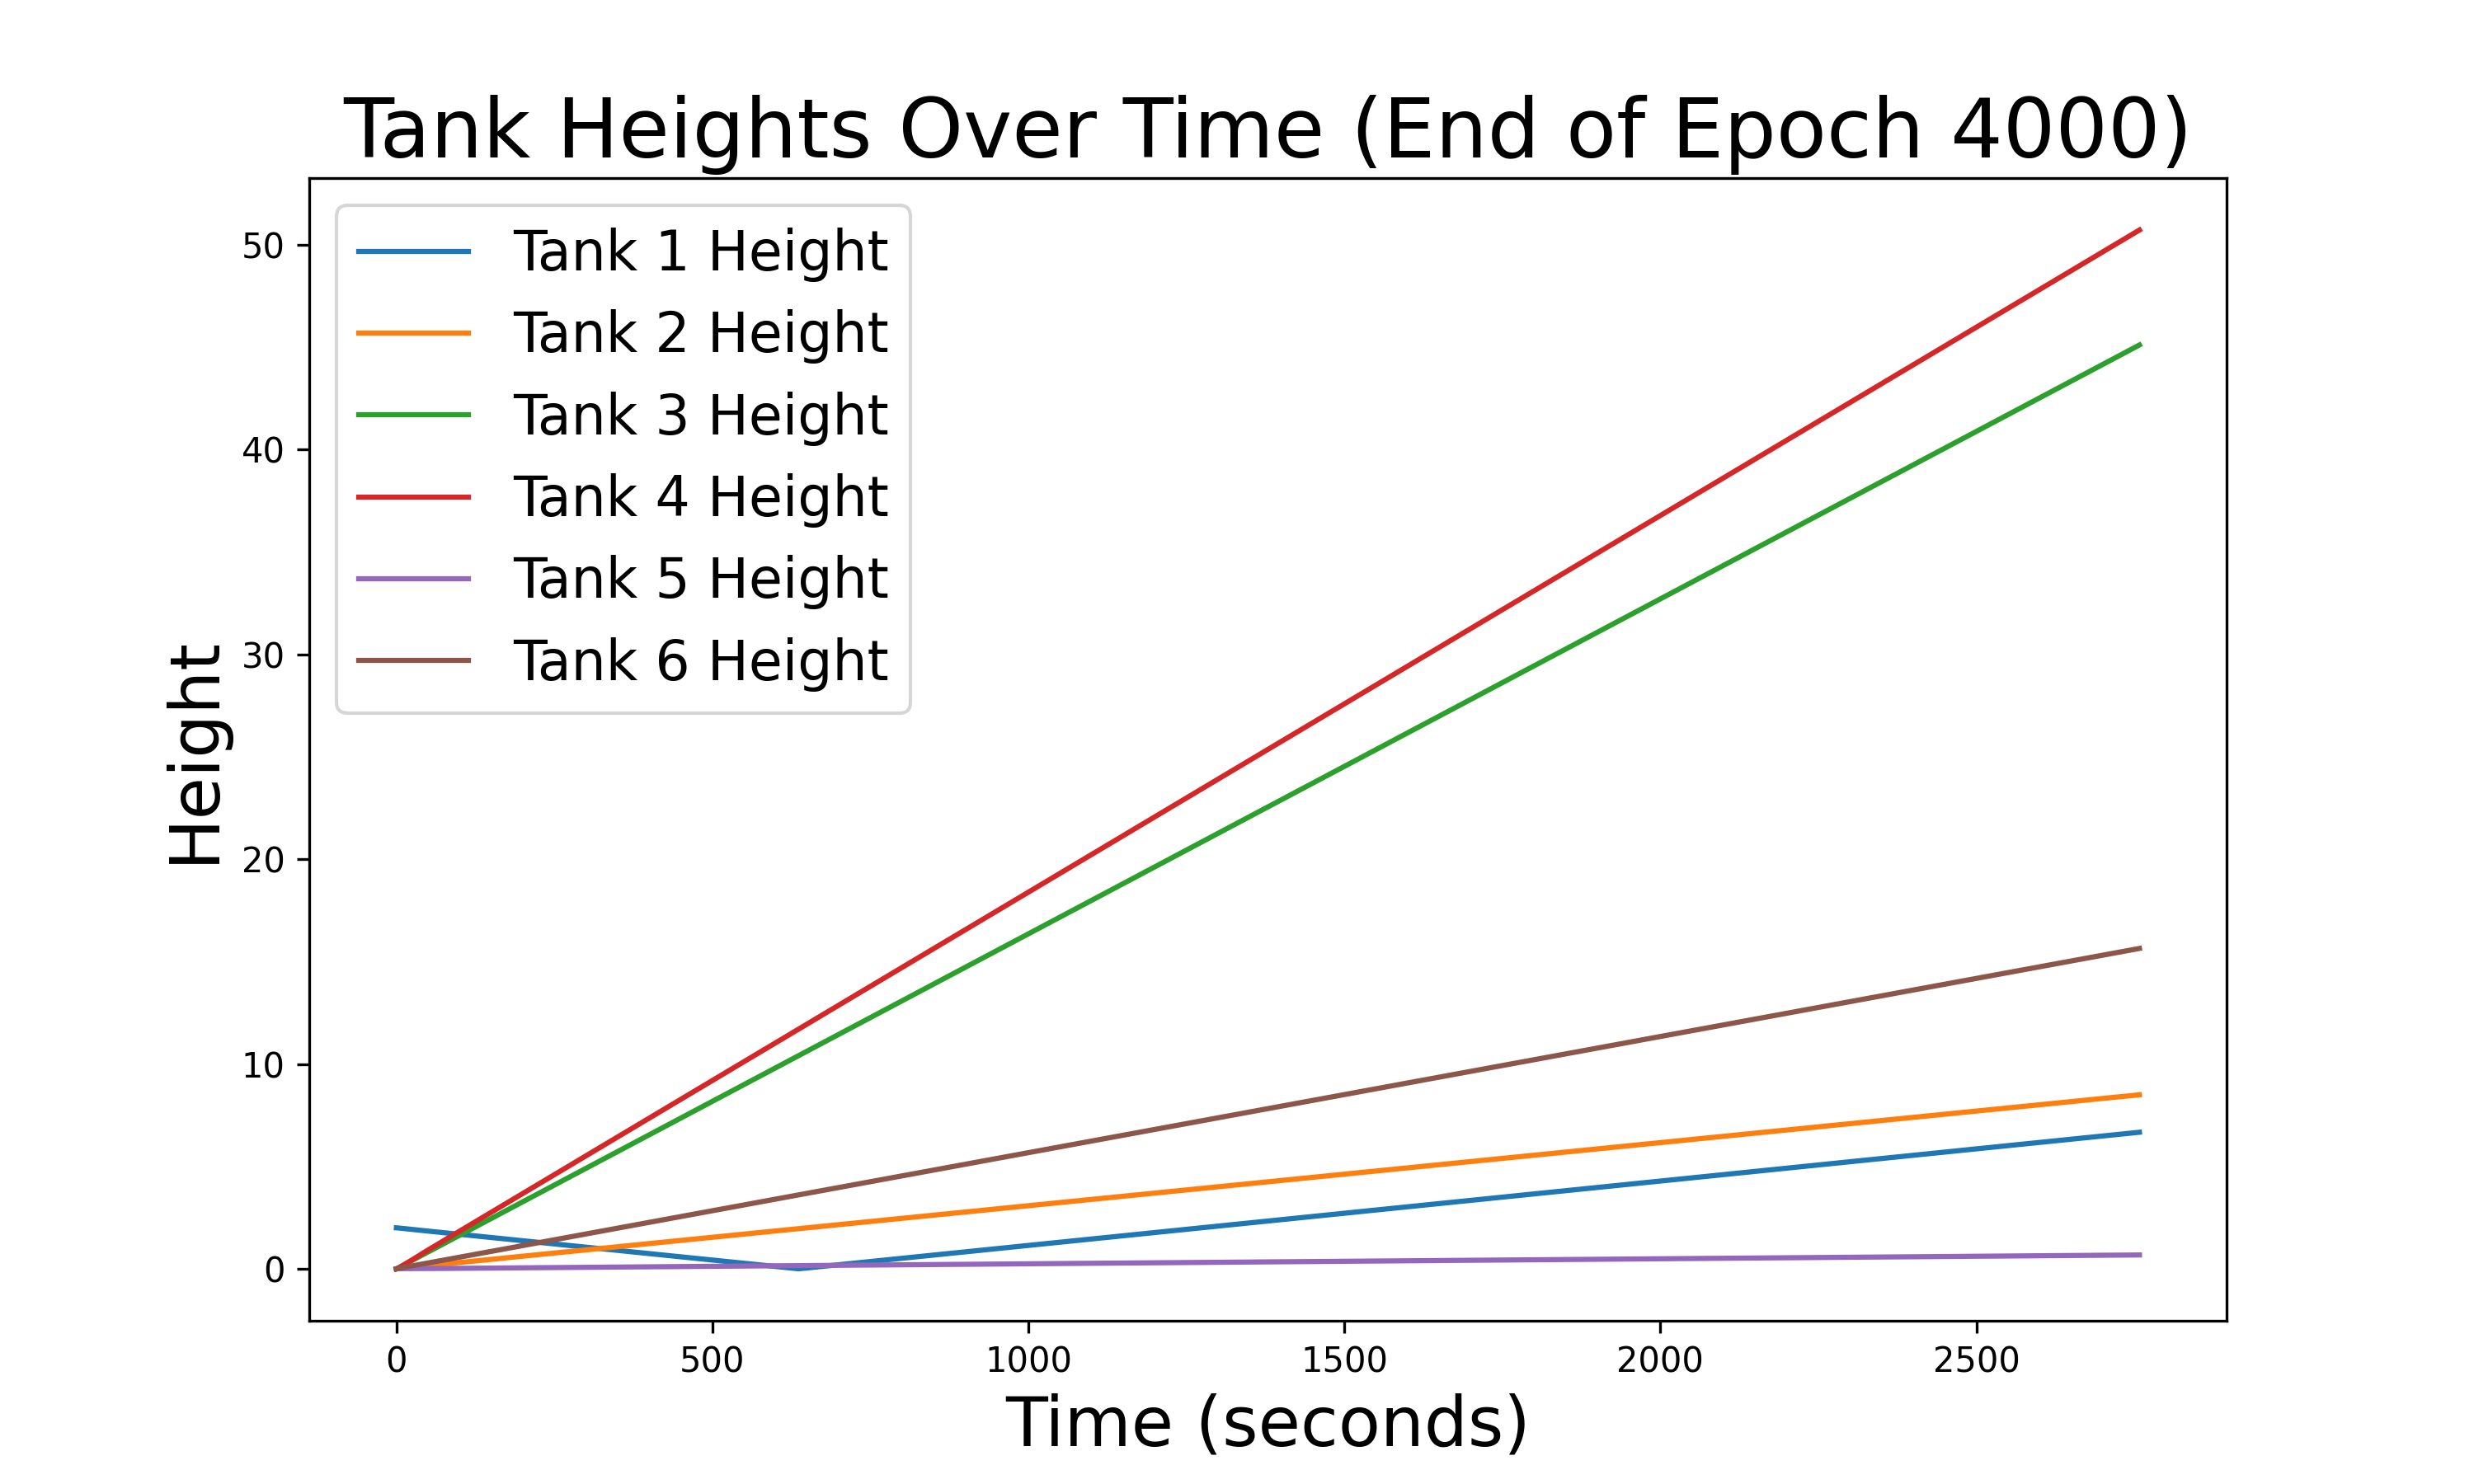 Tank Heights Over Time (End of Epoch 4000)
Tank 1 Height
Tank 2 Height
Tank 3 Height
Tank 4 Height
Tank 5 Height
Tank 6 Height
Height
50
40
30
20
10
0
0 500 1000 1500 2000 2500
Time (seconds)